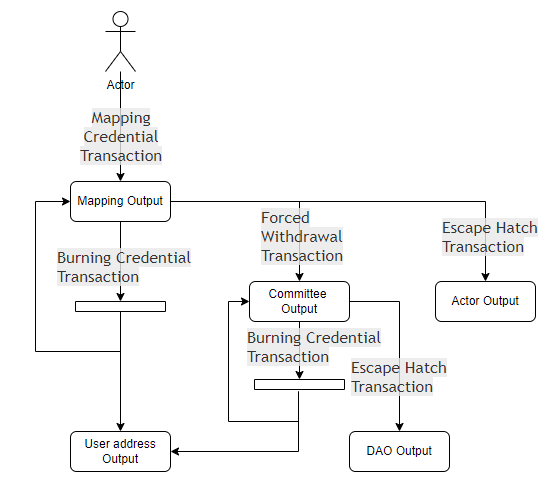 Actor
Mapping
Credential
Transaction
Mapping Output
Burning Credential
Transaction
Forced
Withdrawal
Transaction
Escape Hatch
Transaction
Committee
Output
Actor Output
Burning Credential
Transaction
Escape Hatch
Transaction
User address
Output
DAO Output